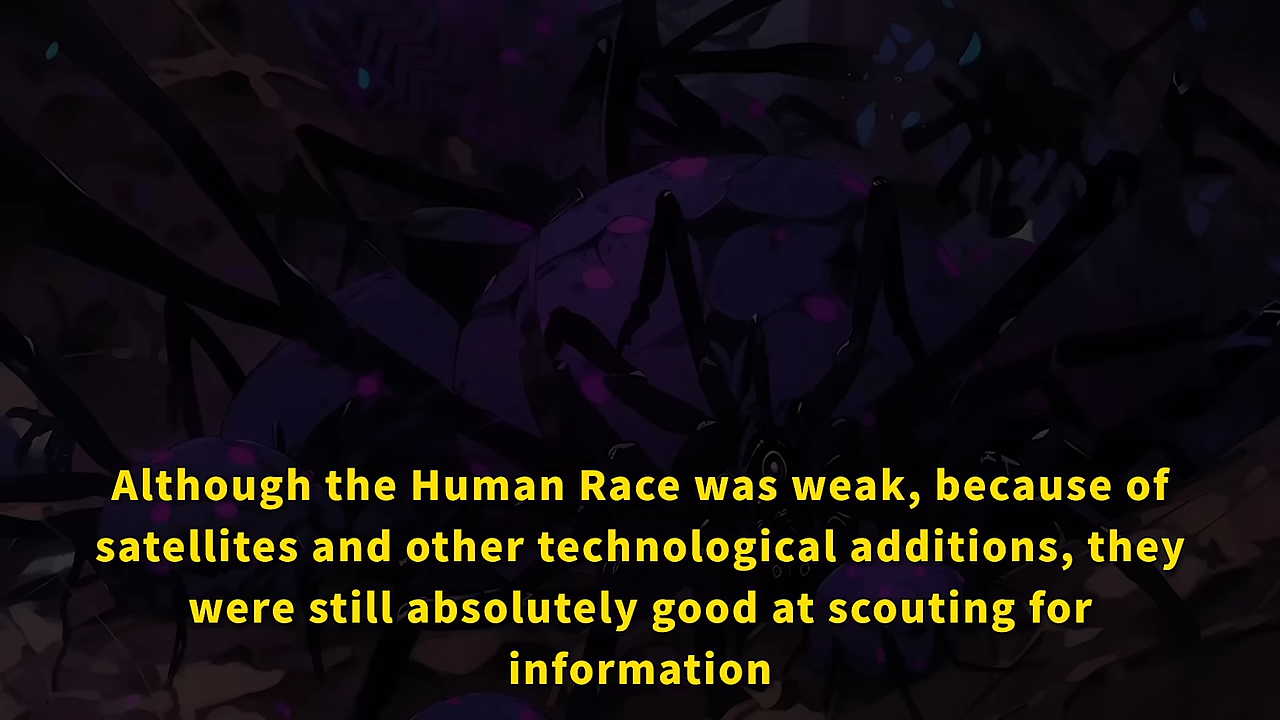 Although the Human Race was weak, because of
satellites and other technological additions, they
were still absolutely good at scouting for
information